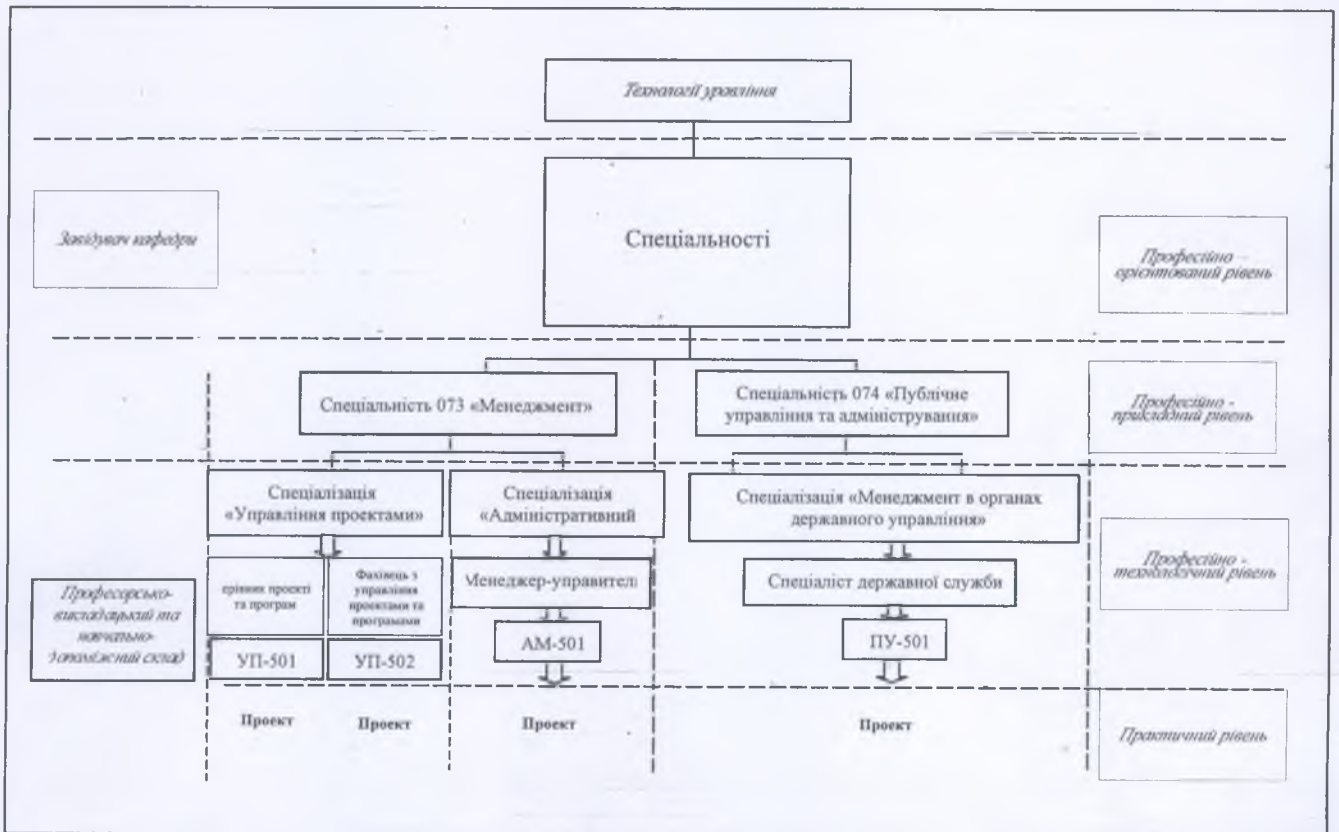 Технології уравління
Завідувач кафедри
Спеціальності
Професійно –
орієнтований рівень
Спеціальність 073 «Менеджмент»
Спеціальність 074 «Публічне
управління та адміністрування»
Професійно -
прикладний рівень
Спеціалізація
«Управління проектами»
Спеціалізація
«Адміністративний
Спеціалізація «Менеджмент в органах
державного управління»
Професійно -
технологічний рівень
Професорсько-
викладацький та
навчально-
допоміжний склад
ерівник проекті
та програм
Фахівець з
управління
проектами та
програмами
Менеджер-управител
Спеціаліст державної служби
УП-501
УП-502
АМ-501
ПУ-501
Проект
Проект
Проект
Практичний рівень